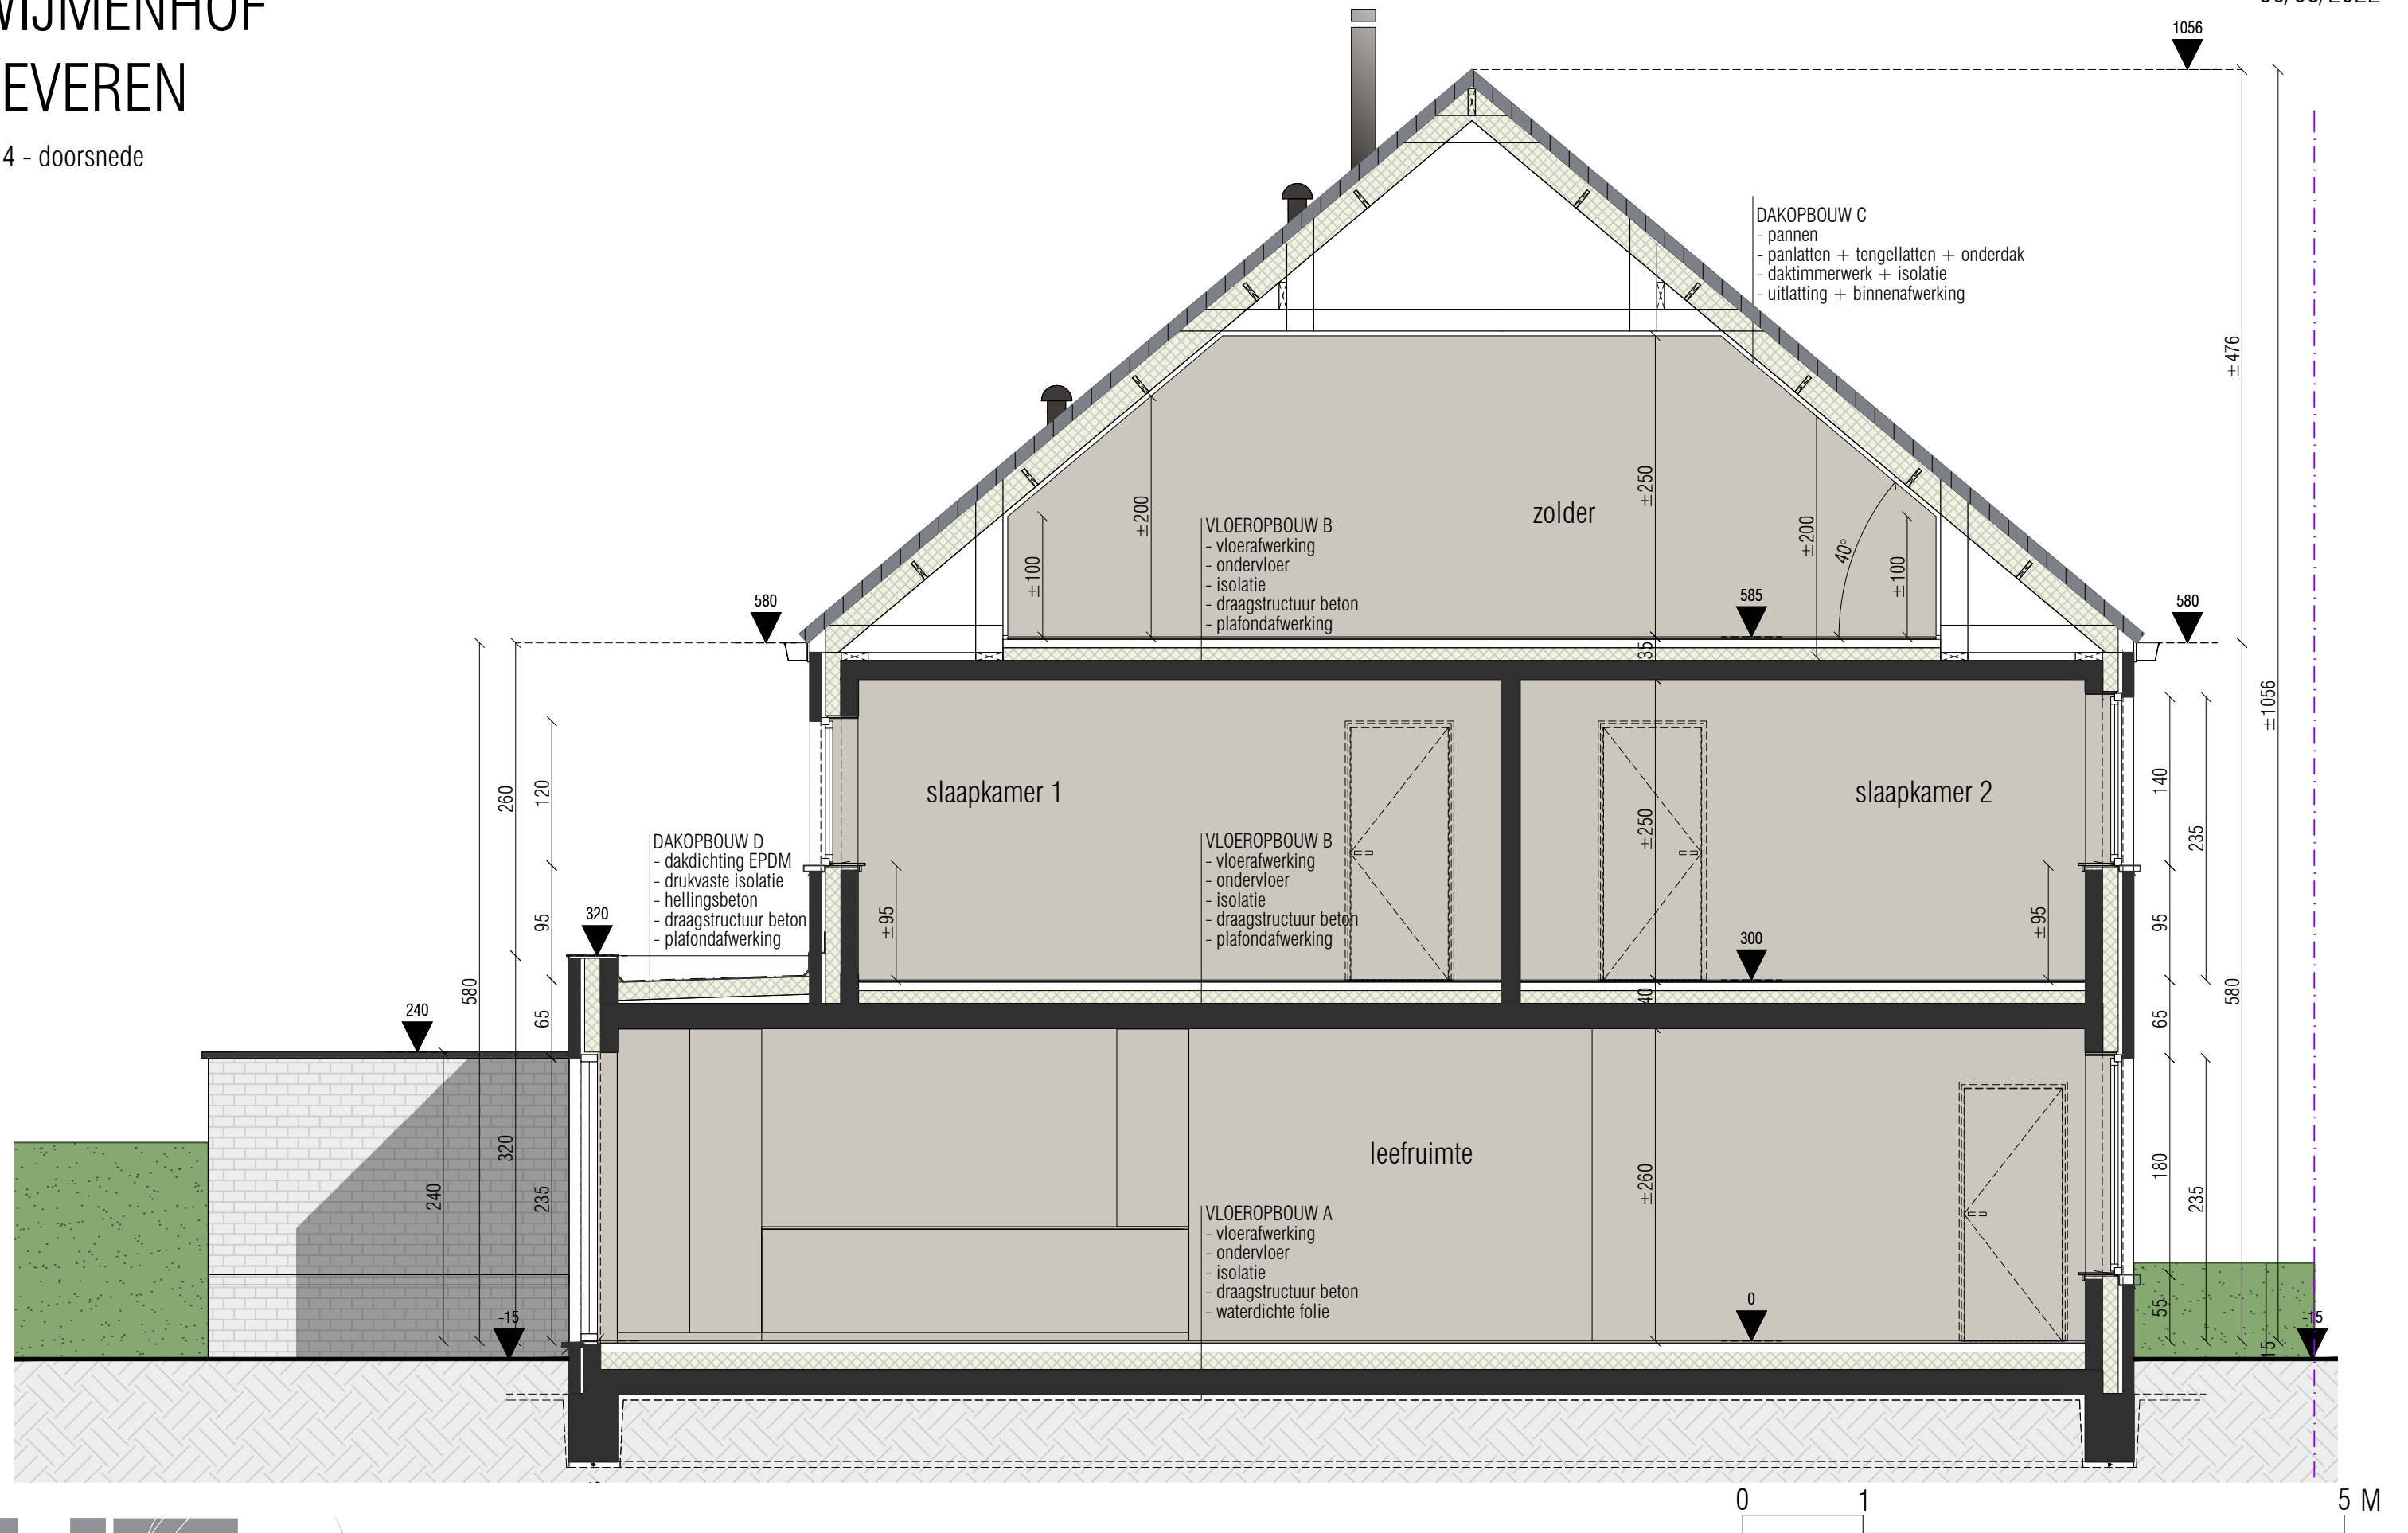 WIJMENHOF
EVEREN
4 - doorsnede
1056
DAKOPBOUW C
- pannen
- panlatten + tengellatten + onderdak
- daktimmerwerk + isolatie
- uitlatting + binnenafwerking
±476
±1056
zolder
±250
±200
±200
±100
±100
40°
VLOEROPBOUW B
- vloerafwerking
- ondervloer
- isolatie
- draagstructuur beton
- plafondafwerking
580
585
580
35
slaapkamer 1
slaapkamer 2
260
120
140
235
±250
DAKOPBOUW D
- dakdichting EPDM
- drukvaste isolatie
- hellingsbeton
- draagstructuur beton
- plafondafwerking
VLOEROPBOUW B
- vloerafwerking
- ondervloer
- isolatie
- draagstructuur beton
- plafondafwerking
95
±95
±95
95
320
300
580
580
240
65
40
65
leefruimte
320
240
235
±260
180
235
VLOEROPBOUW A
- vloerafwerking
- ondervloer
- isolatie
- draagstructuur beton
- waterdichte folie
0
-15
55
15
-15
0 1 5 M